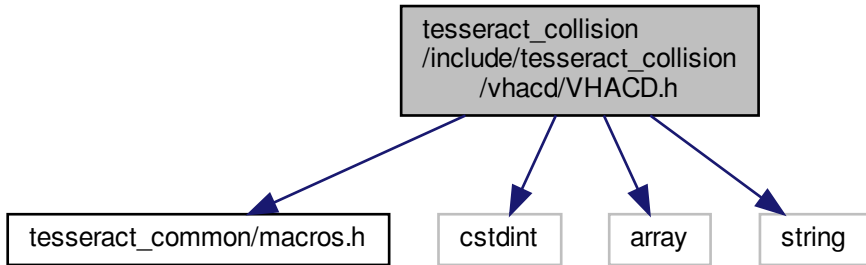 tesseract_collision
/include/tesseract_collision
/vhacd/VHACD.h
tesseract_common/macros.h
cstdint
array
string